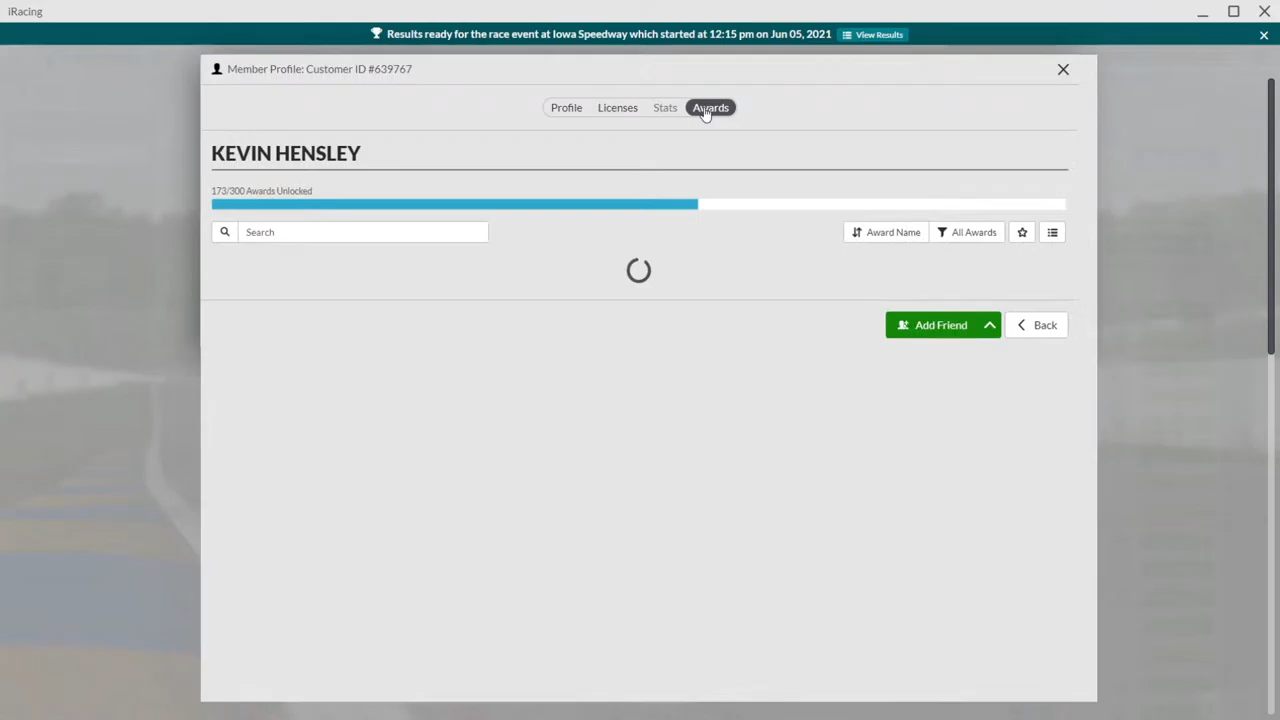 iRacing
Results ready for the race event at Iowa Speedway which started at 12:15 pm on Jun 05, 2021 View Results
Member Profile: Customer ID #639767
Profile Licenses Stats Awards
KEVIN HENSLEY
173/300 Awards Unlocked
Search Award Name All Awards
Add Friend Back